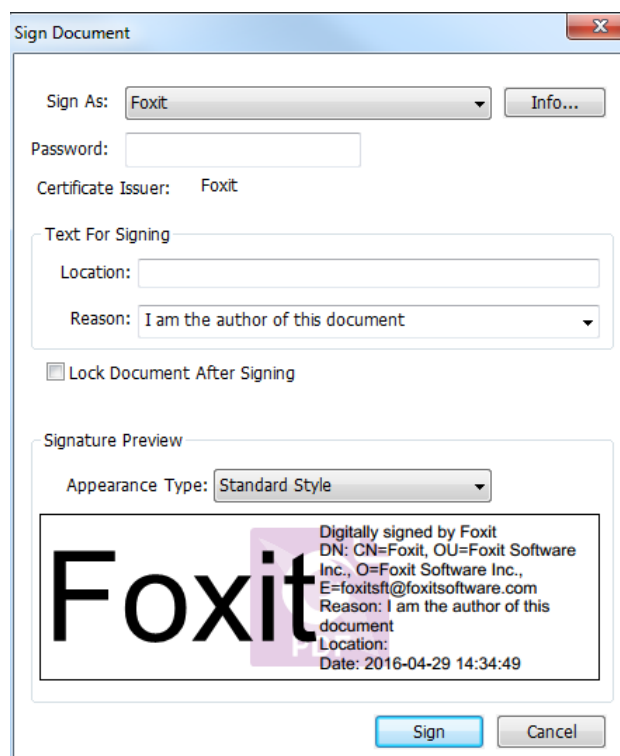 Sign Document
Sign As: Foxit Info...
Password:
Certificate Issuer: Foxit
Text For Signing
Location:
Reason: I am the author of this document
Lock Document After Signing
Signature Preview
Appearance Type: Standard Style
Foxit
PDF
Digitally signed by Foxit
DN: CN=Foxit, OU=Foxit Software
Inc., O=Foxit Software Inc.,
E=foxitsft@foxitsoftware.com
Reason: I am the author of this
document
Location:
Date: 2016-04-29 14:34:49
Sign Cancel